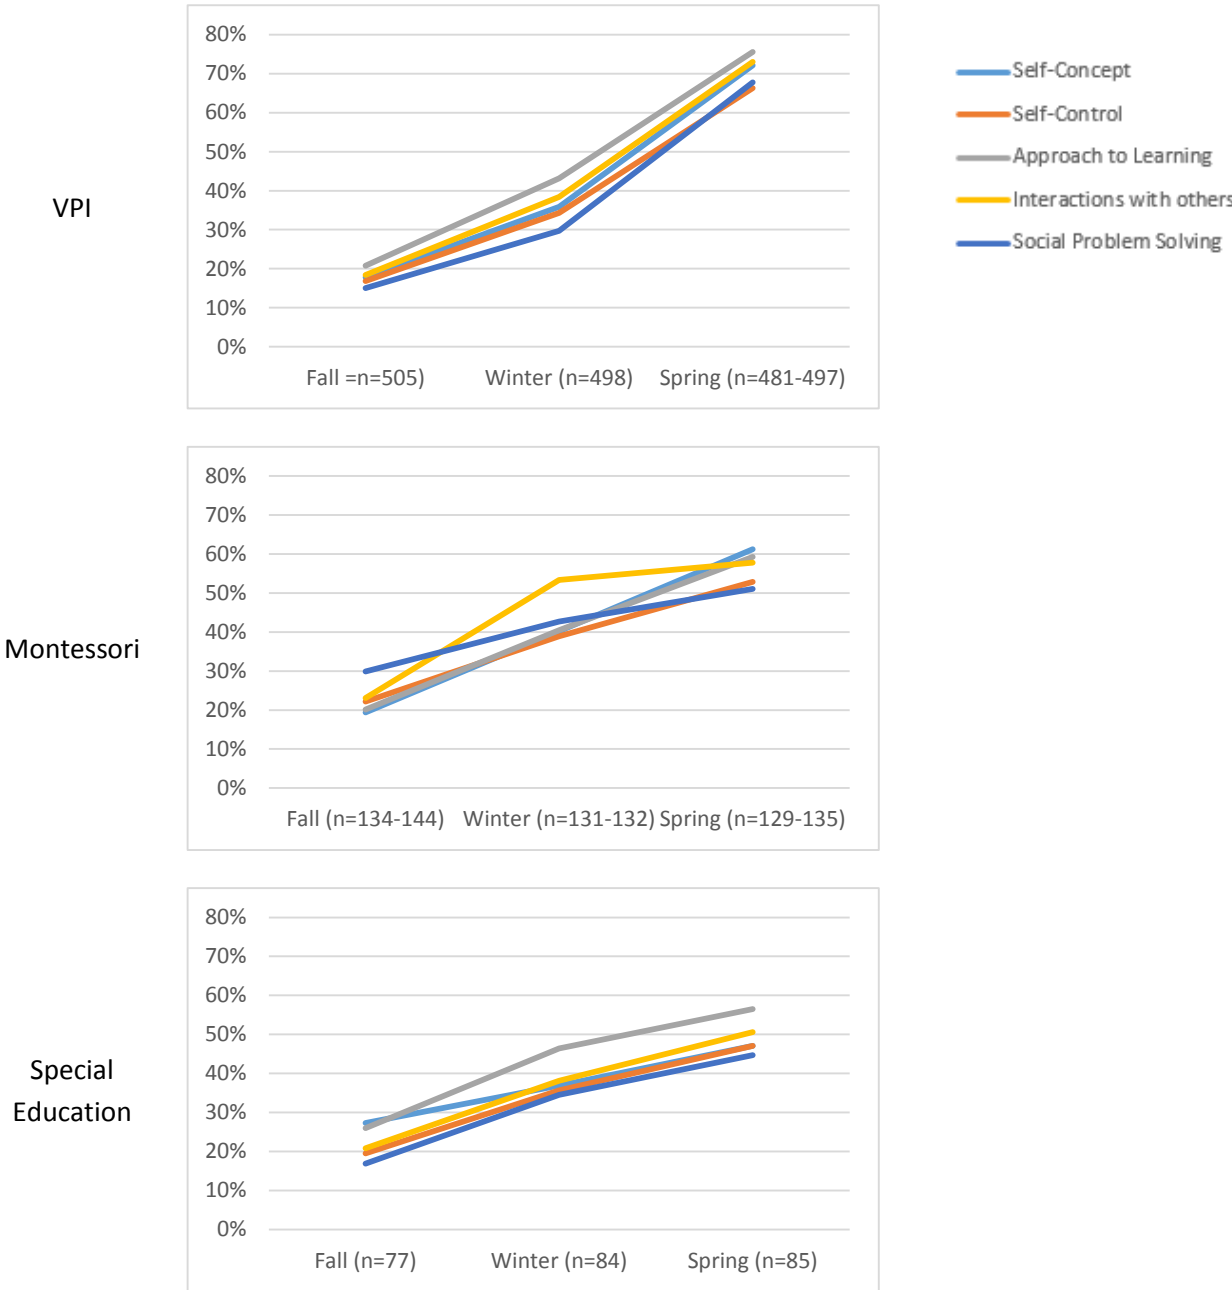 80%
70%
60%
50%
40%
30%
20%
10%
0%
VPI
Fall =n=505) Winter (n=498) Spring (n=481-497)
Self-Concept
Self-Control
Approach to Learning
Interactions with others
Social Problem Solving
80%
70%
60%
50%
40%
30%
20%
10%
0%
Montessori
Fall (n=134-144) Winter (n=131-132) Spring (n=129-135)
80%
70%
60%
50%
40%
30%
20%
10%
0%
Special
Education
Fall (n=77) Winter (n=84) Spring (n=85)